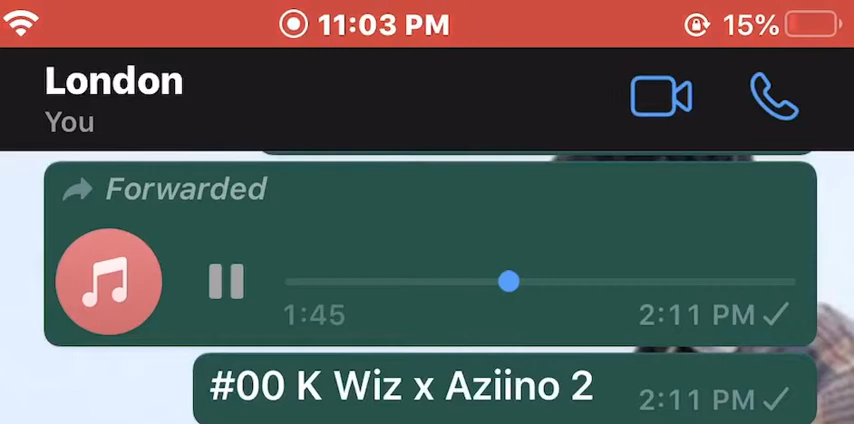 11:03 PM 15%
London
You
Forwarded
1:45 2:11 PM
#00 K Wiz x Aziino 2 2:11 PM